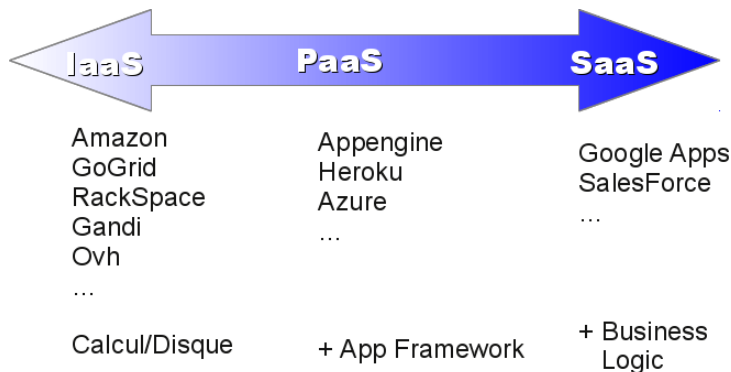 IaaS
PaaS
SaaS
Amazon
GoGrid
RackSpace
Gandi
Ovh
…
Calcul/Disque
Appengine
Heroku
Azure
…
+ App Framework
Google Apps
SalesForce
…
+ Business
Logic